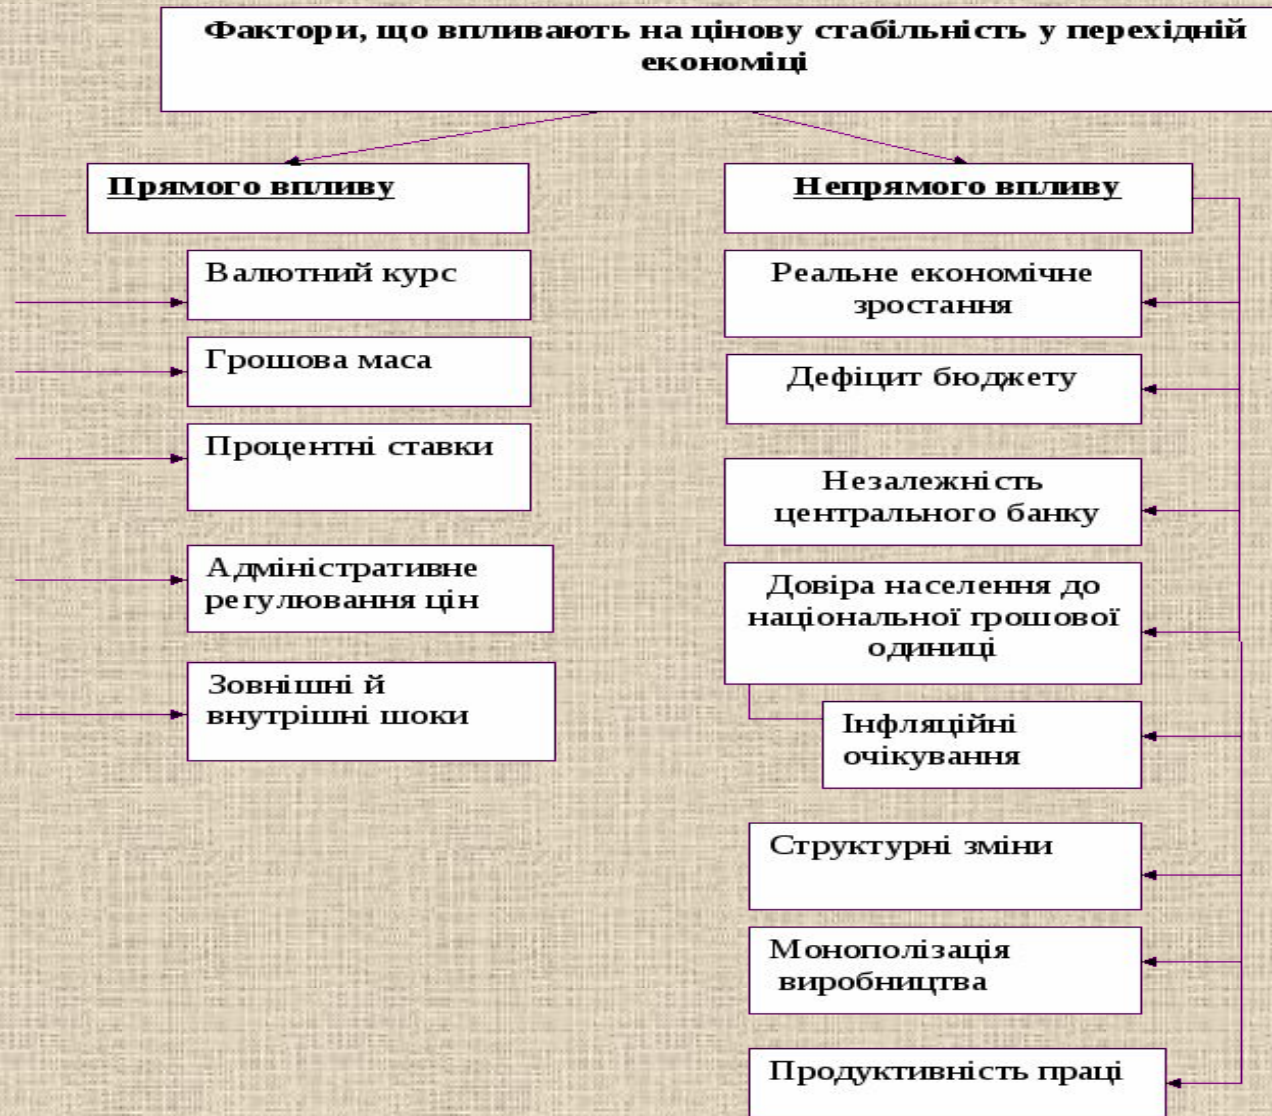 Фактори, що впливають на цінову стабільність у перехідній
економіці
Прямого впливу
Валютний курс
Грошова маса
Процентні ставки
Адміністративне
регулювання цін
Зовнішні й
внутрішні шоки
Непрямого впливу
Реальне економічне
зростання
Дефіцит бюджету
Незалежність
центрального банку
Довіра населення до
національної грошової
одиниці
Інфляційні
очікування
Структурні зміни
Монополізація
виробництва
Продуктивність праці